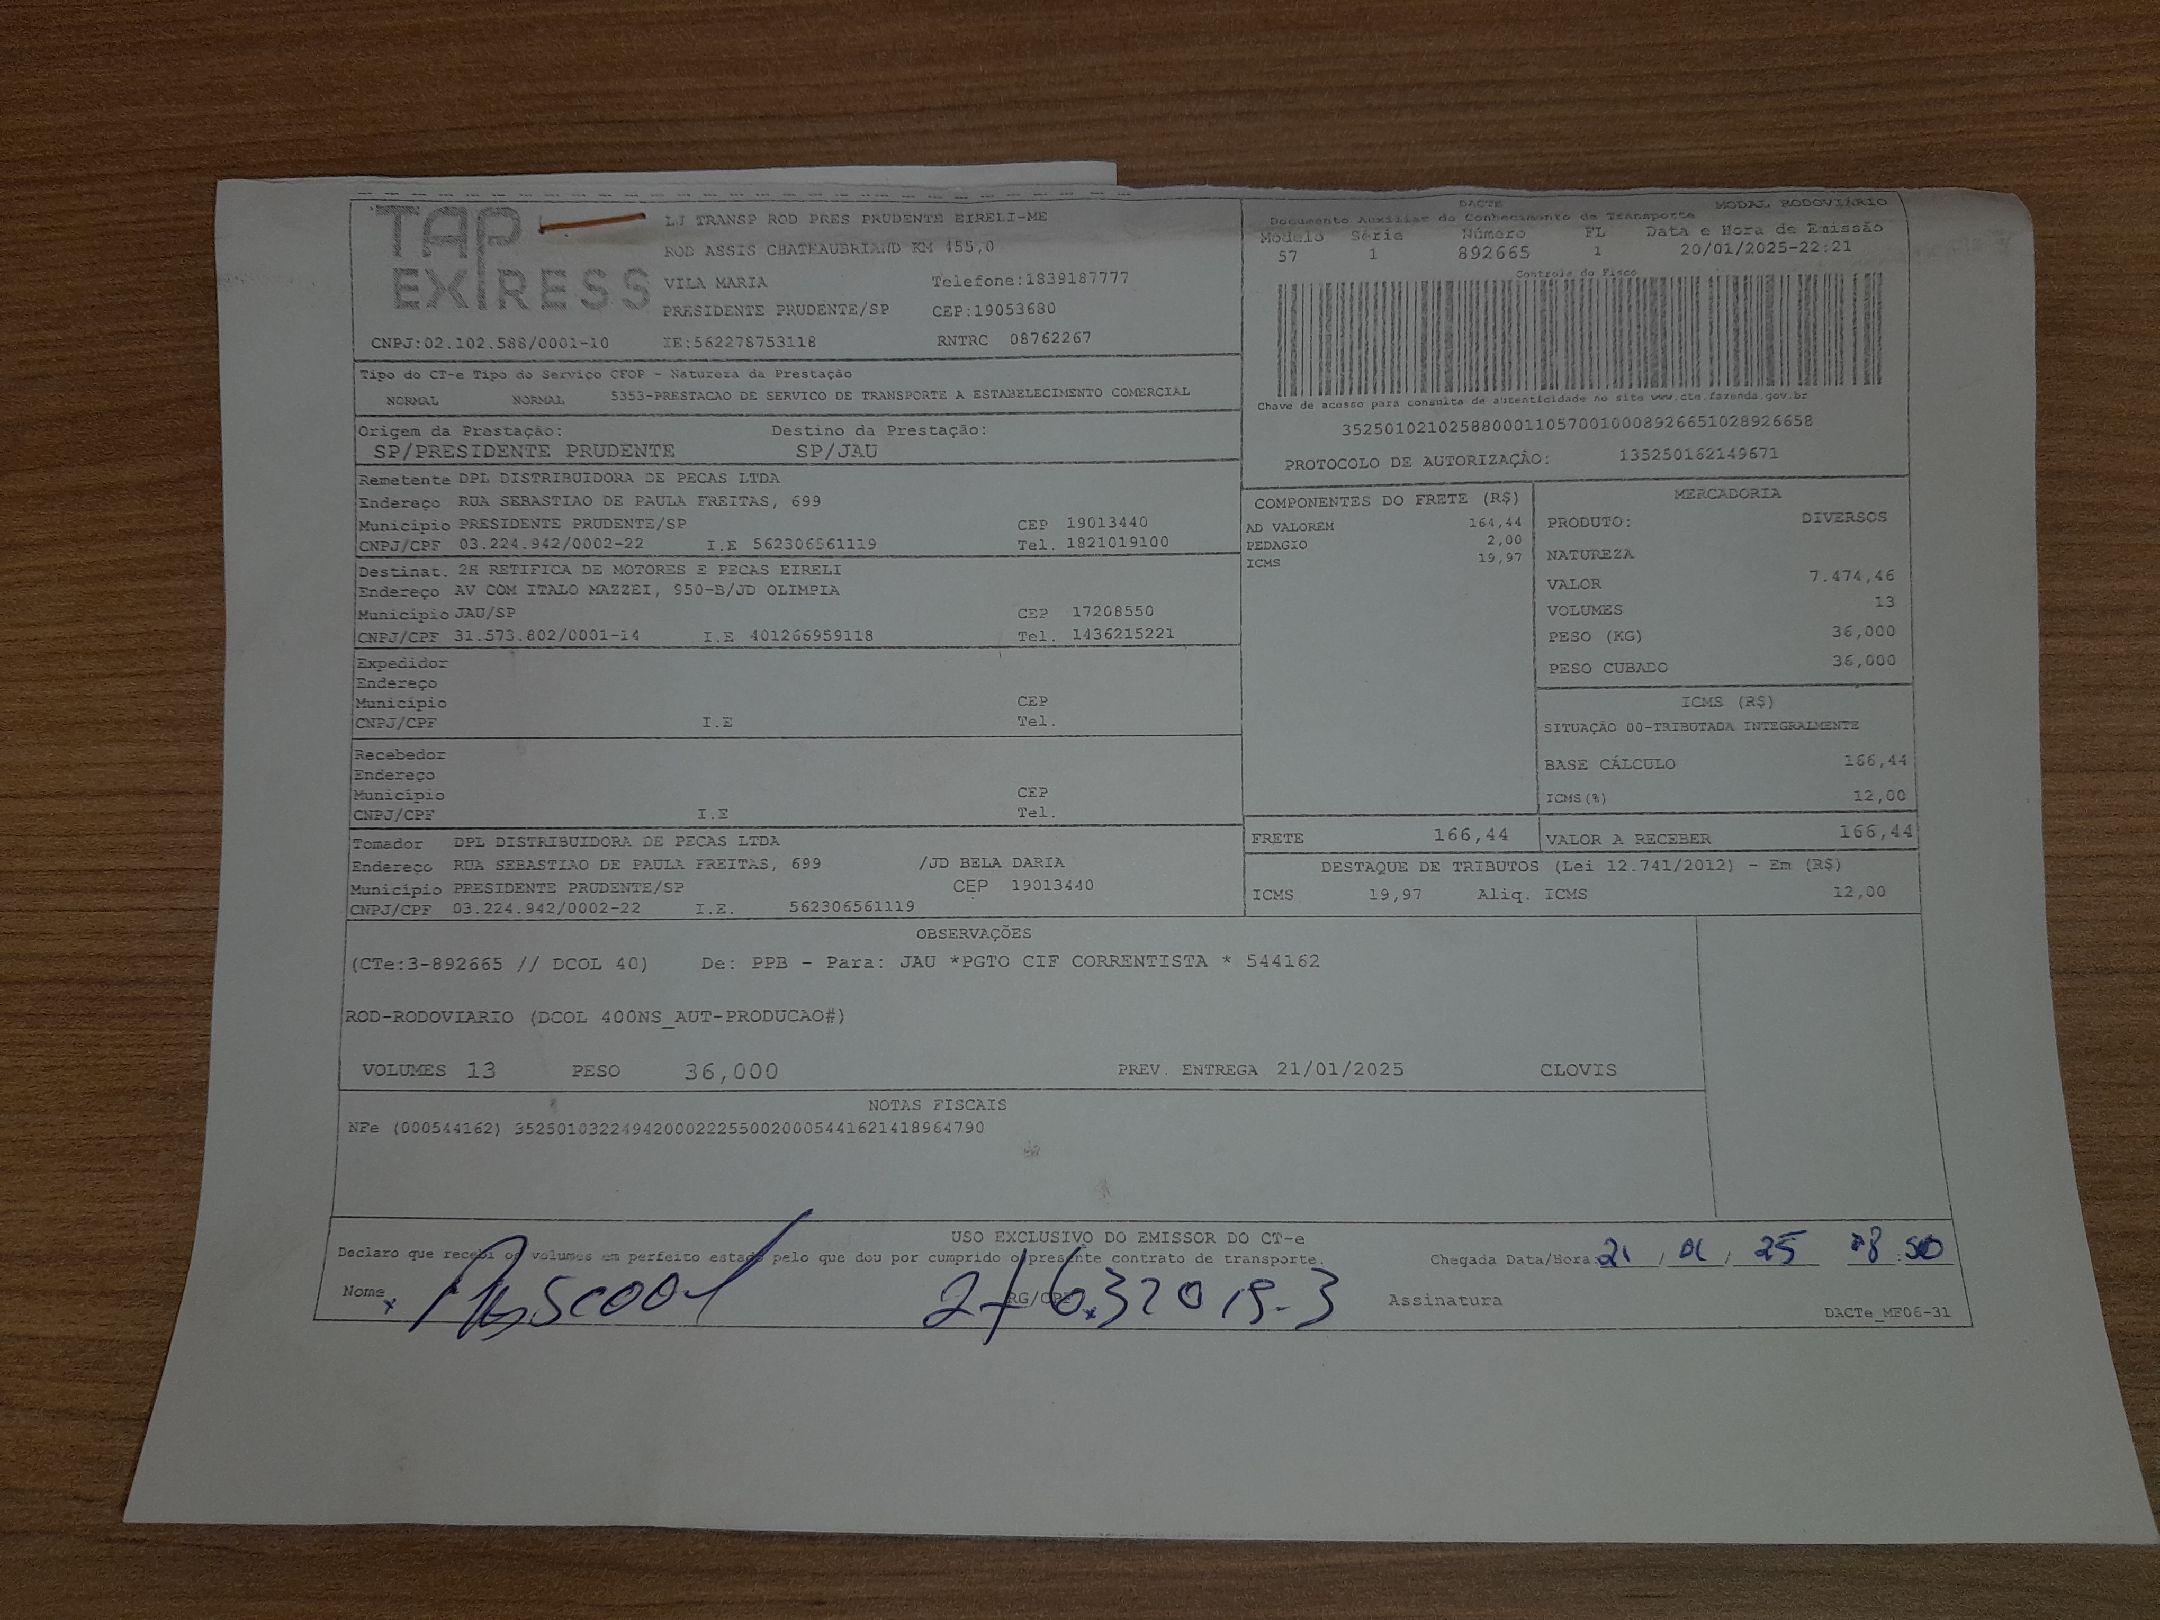 TAP EXPRESS
LJ TRANSP ROD PRES PRUDENTE EIRELI-ME
ROD ASSIS CHATEAUBRIAND KM 455,0
VILA MARIA Telefone:1839187777
PRESIDENTE PRUDENTE/SP CEP:19053680
CNPJ:02.102.588/0001-10 IE:562278753118 RNTRC 08762267
DACTE MODAL RODOVIÁRIO
Documento Auxiliar do Conhecimento de Transporte
Modelo Série Número FL Data e Hora de Emissão
57 1 892665 1 20/01/2025-22:21
Controle do Fisco
Chave de acesso para consulta de autenticidade no site www.cte.fazenda.gov.br
35250102102588000110570010008926651028926658
PROTOCOLO DE AUTORIZAÇÃO: 135250162149671
Tipo do CT-e Tipo do Serviço CFOP - Natureza da Prestação
NORMAL NORMAL 5353-PRESTACAO DE SERVICO DE TRANSPORTE A ESTABELECIMENTO COMERCIAL
Origem da Prestação: Destino da Prestação:
SP/PRESIDENTE PRUDENTE SP/JAU
Remetente DPL DISTRIBUIDORA DE PECAS LTDA
Endereço RUA SEBASTIAO DE PAULA FREITAS, 699
Município PRESIDENTE PRUDENTE/SP CEP 19013440
CNPJ/CPF 03.224.942/0002-22 I.E 562306561119 Tel. 1821019100
Destinat. 2H RETIFICA DE MOTORES E PECAS EIRELI
Endereço AV COM ITALO MAZZEI, 950-B/JD OLIMPIA
Município JAU/SP CEP 17208550
CNPJ/CPF 31.573.802/0001-14 I.E 401266959118 Tel. 1436215221
Expedidor
Endereço
Município CEP
CNPJ/CPF I.E Tel.
Recebedor
Endereço
Município CEP
CNPJ/CPF I.E Tel.
Tomador DPL DISTRIBUIDORA DE PECAS LTDA
Endereço RUA SEBASTIAO DE PAULA FREITAS, 699 /JD BELA DARIA
Município PRESIDENTE PRUDENTE/SP CEP 19013440
CNPJ/CPF 03.224.942/0002-22 I.E. 562306561119
COMPONENTES DO FRETE (R$)
AD VALOREM 164,44
PEDAGIO 2,00
ICMS 19,97
MERCADORIA
PRODUTO: DIVERSOS
NATUREZA
VALOR 7.474,46
VOLUMES 13
PESO (KG) 36,000
PESO CUBADO 36,000
ICMS (R$)
SITUAÇÃO 00-TRIBUTADA INTEGRALMENTE
BASE CÁLCULO 166,44
ICMS(%) 12,00
FRETE 166,44 VALOR A RECEBER 166,44
DESTAQUE DE TRIBUTOS (Lei 12.741/2012) - Em (R$)
ICMS 19,97 Aliq. ICMS 12,00
OBSERVAÇÕES
(CTe:3-892665 // DCOL 40) De: PPB - Para: JAU *PGTO CIF CORRENTISTA * 544162
ROD-RODOVIARIO (DCOL 400NS_AUT-PRODUCAO#)
VOLUMES 13 PESO 36,000 PREV. ENTREGA 21/01/2025 CLOVIS
NOTAS FISCAIS
NFe (000544162) 35250103224942000222550020005441621418964790
USO EXCLUSIVO DO EMISSOR DO CT-e
Declaro que recebi os volumes em perfeito estado pelo que dou por cumprido o presente contrato de transporte. Chegada Data/Hora 21 / 01 / 25 :50
Nome RG/CPF Assinatura
DACTe_MF06-31